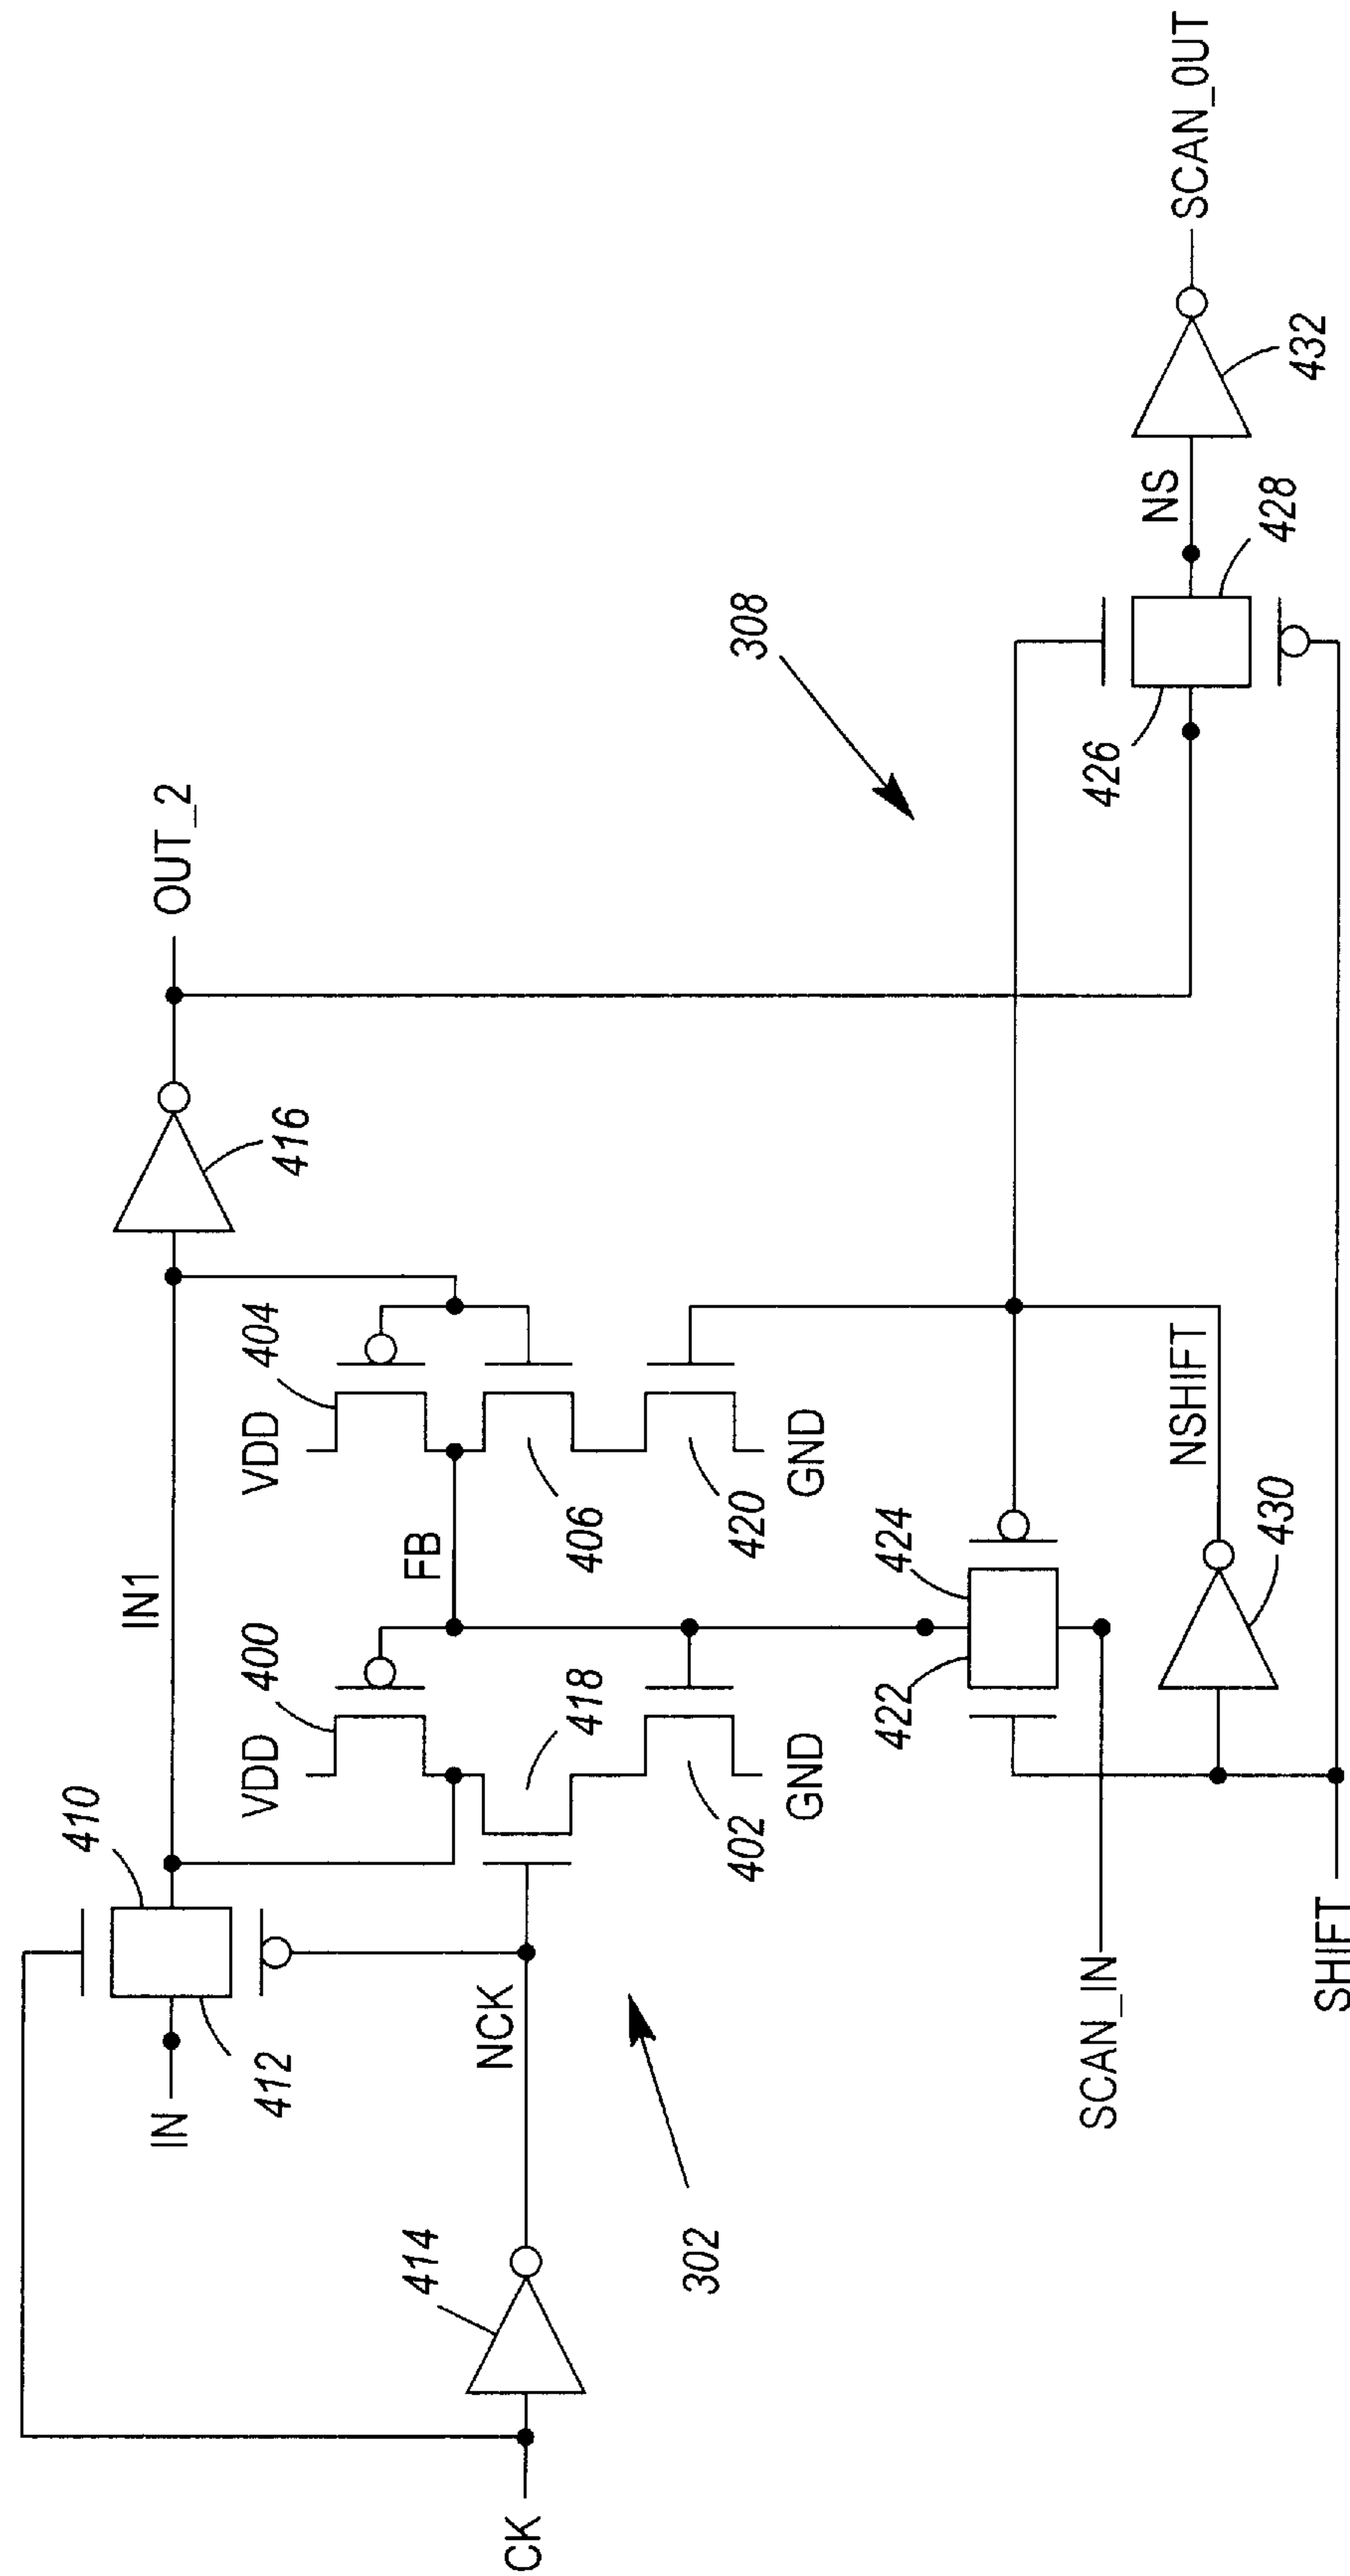 CK
414
NCK
302
IN
412
410
IN1
VDD
400
418
402
GND
FB
VDD
404
406
420
GND
416
OUT_2
SCAN_IN
422
424
SHIFT
430
NSHIFT
308
426
428
NS
432
SCAN_0UT